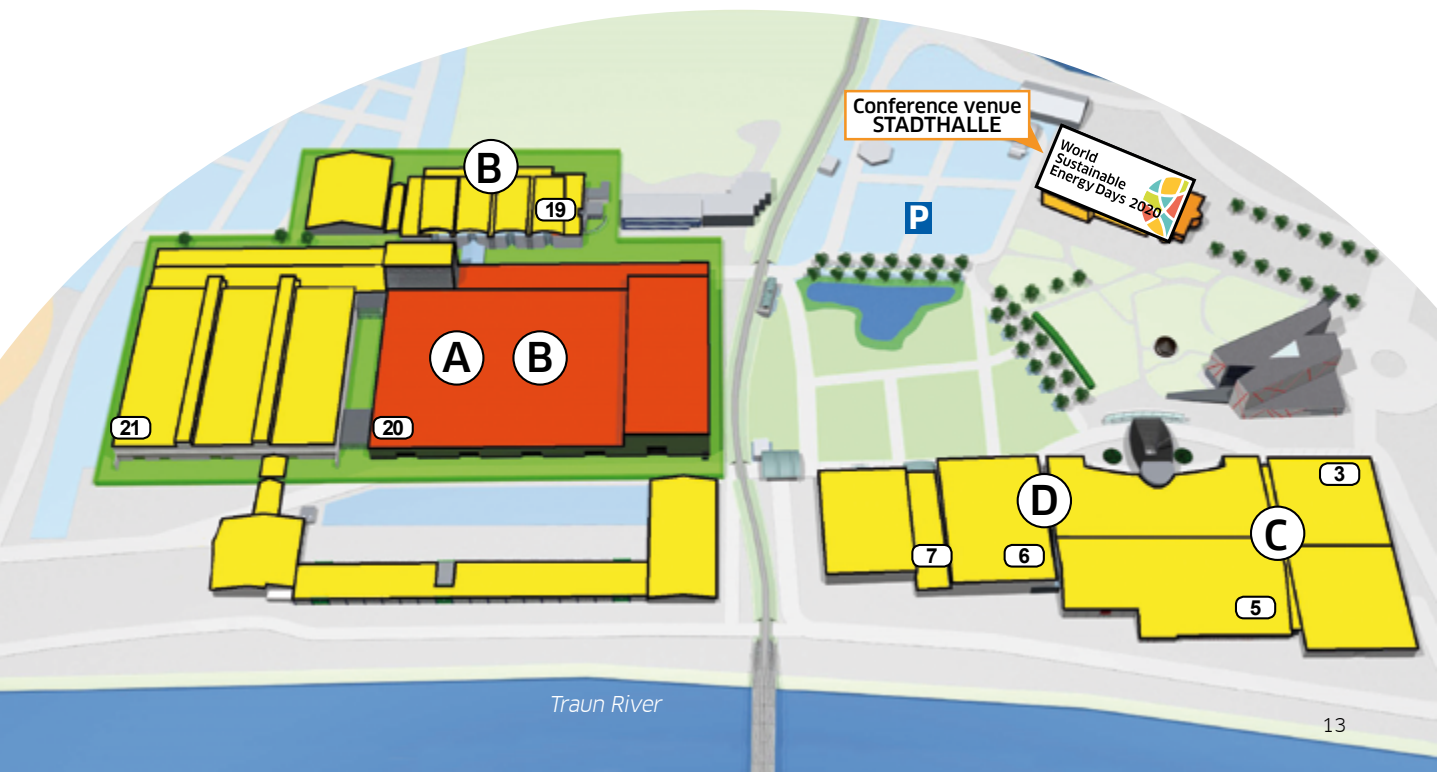 Conference venue
STADTHALLE
World
Sustainable
Energy Days 2020
B
19
P
A
B
21
20
3
D
C
7
6
5
Traun River
13